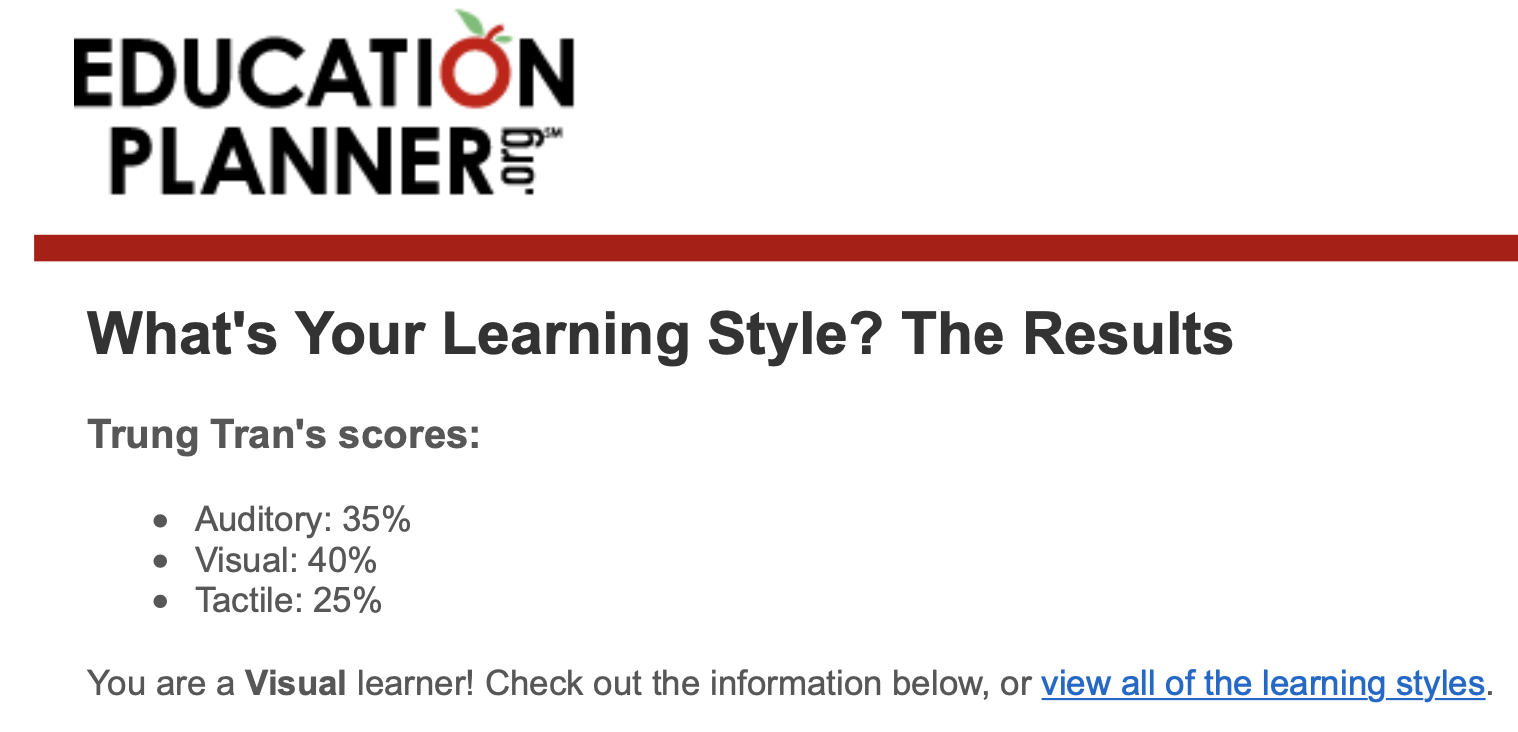 EDUCATION
PLANNER.org℠
What's Your Learning Style? The Results
Trung Tran's scores:
• Auditory: 35%
• Visual: 40%
• Tactile: 25%
You are a Visual learner! Check out the information below, or view all of the learning styles.